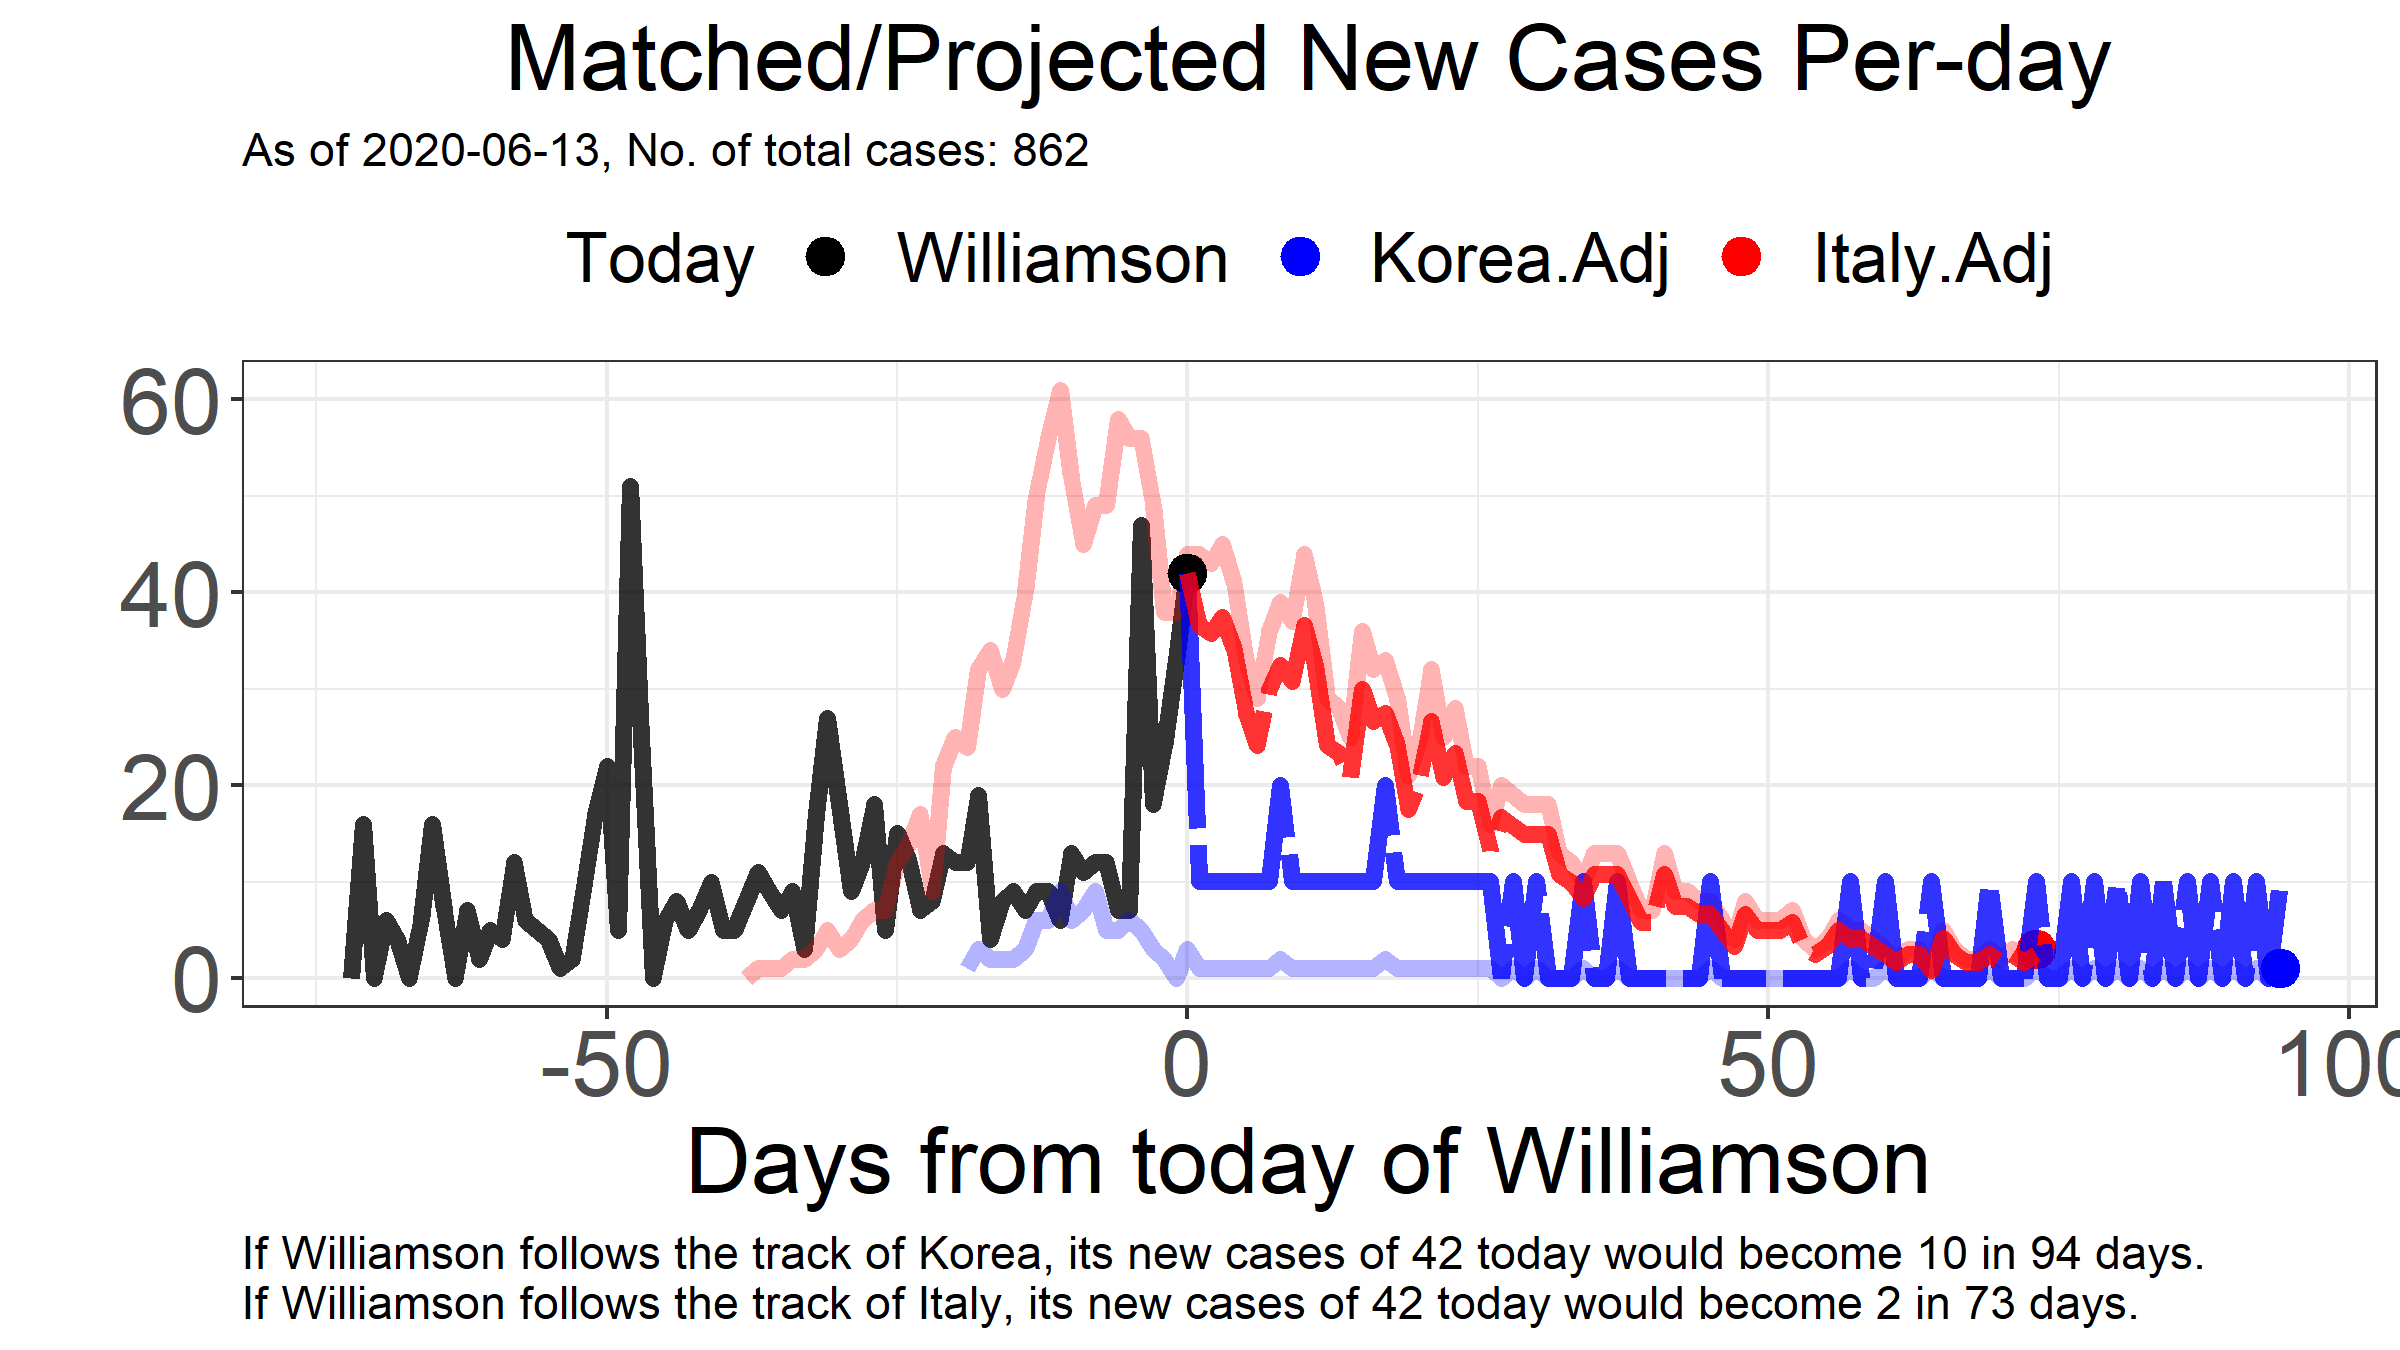 Matched/Projected New Cases Per-day
As of 2020-06-13, No. of total cases: 862
Today Williamson Korea.Adj Italy.Adj
60
40
20
0
-50 0 50 100
Days from today of Williamson
If Williamson follows the track of Korea, its new cases of 42 today would become 10 in 94 days.
If Williamson follows the track of Italy, its new cases of 42 today would become 2 in 73 days.